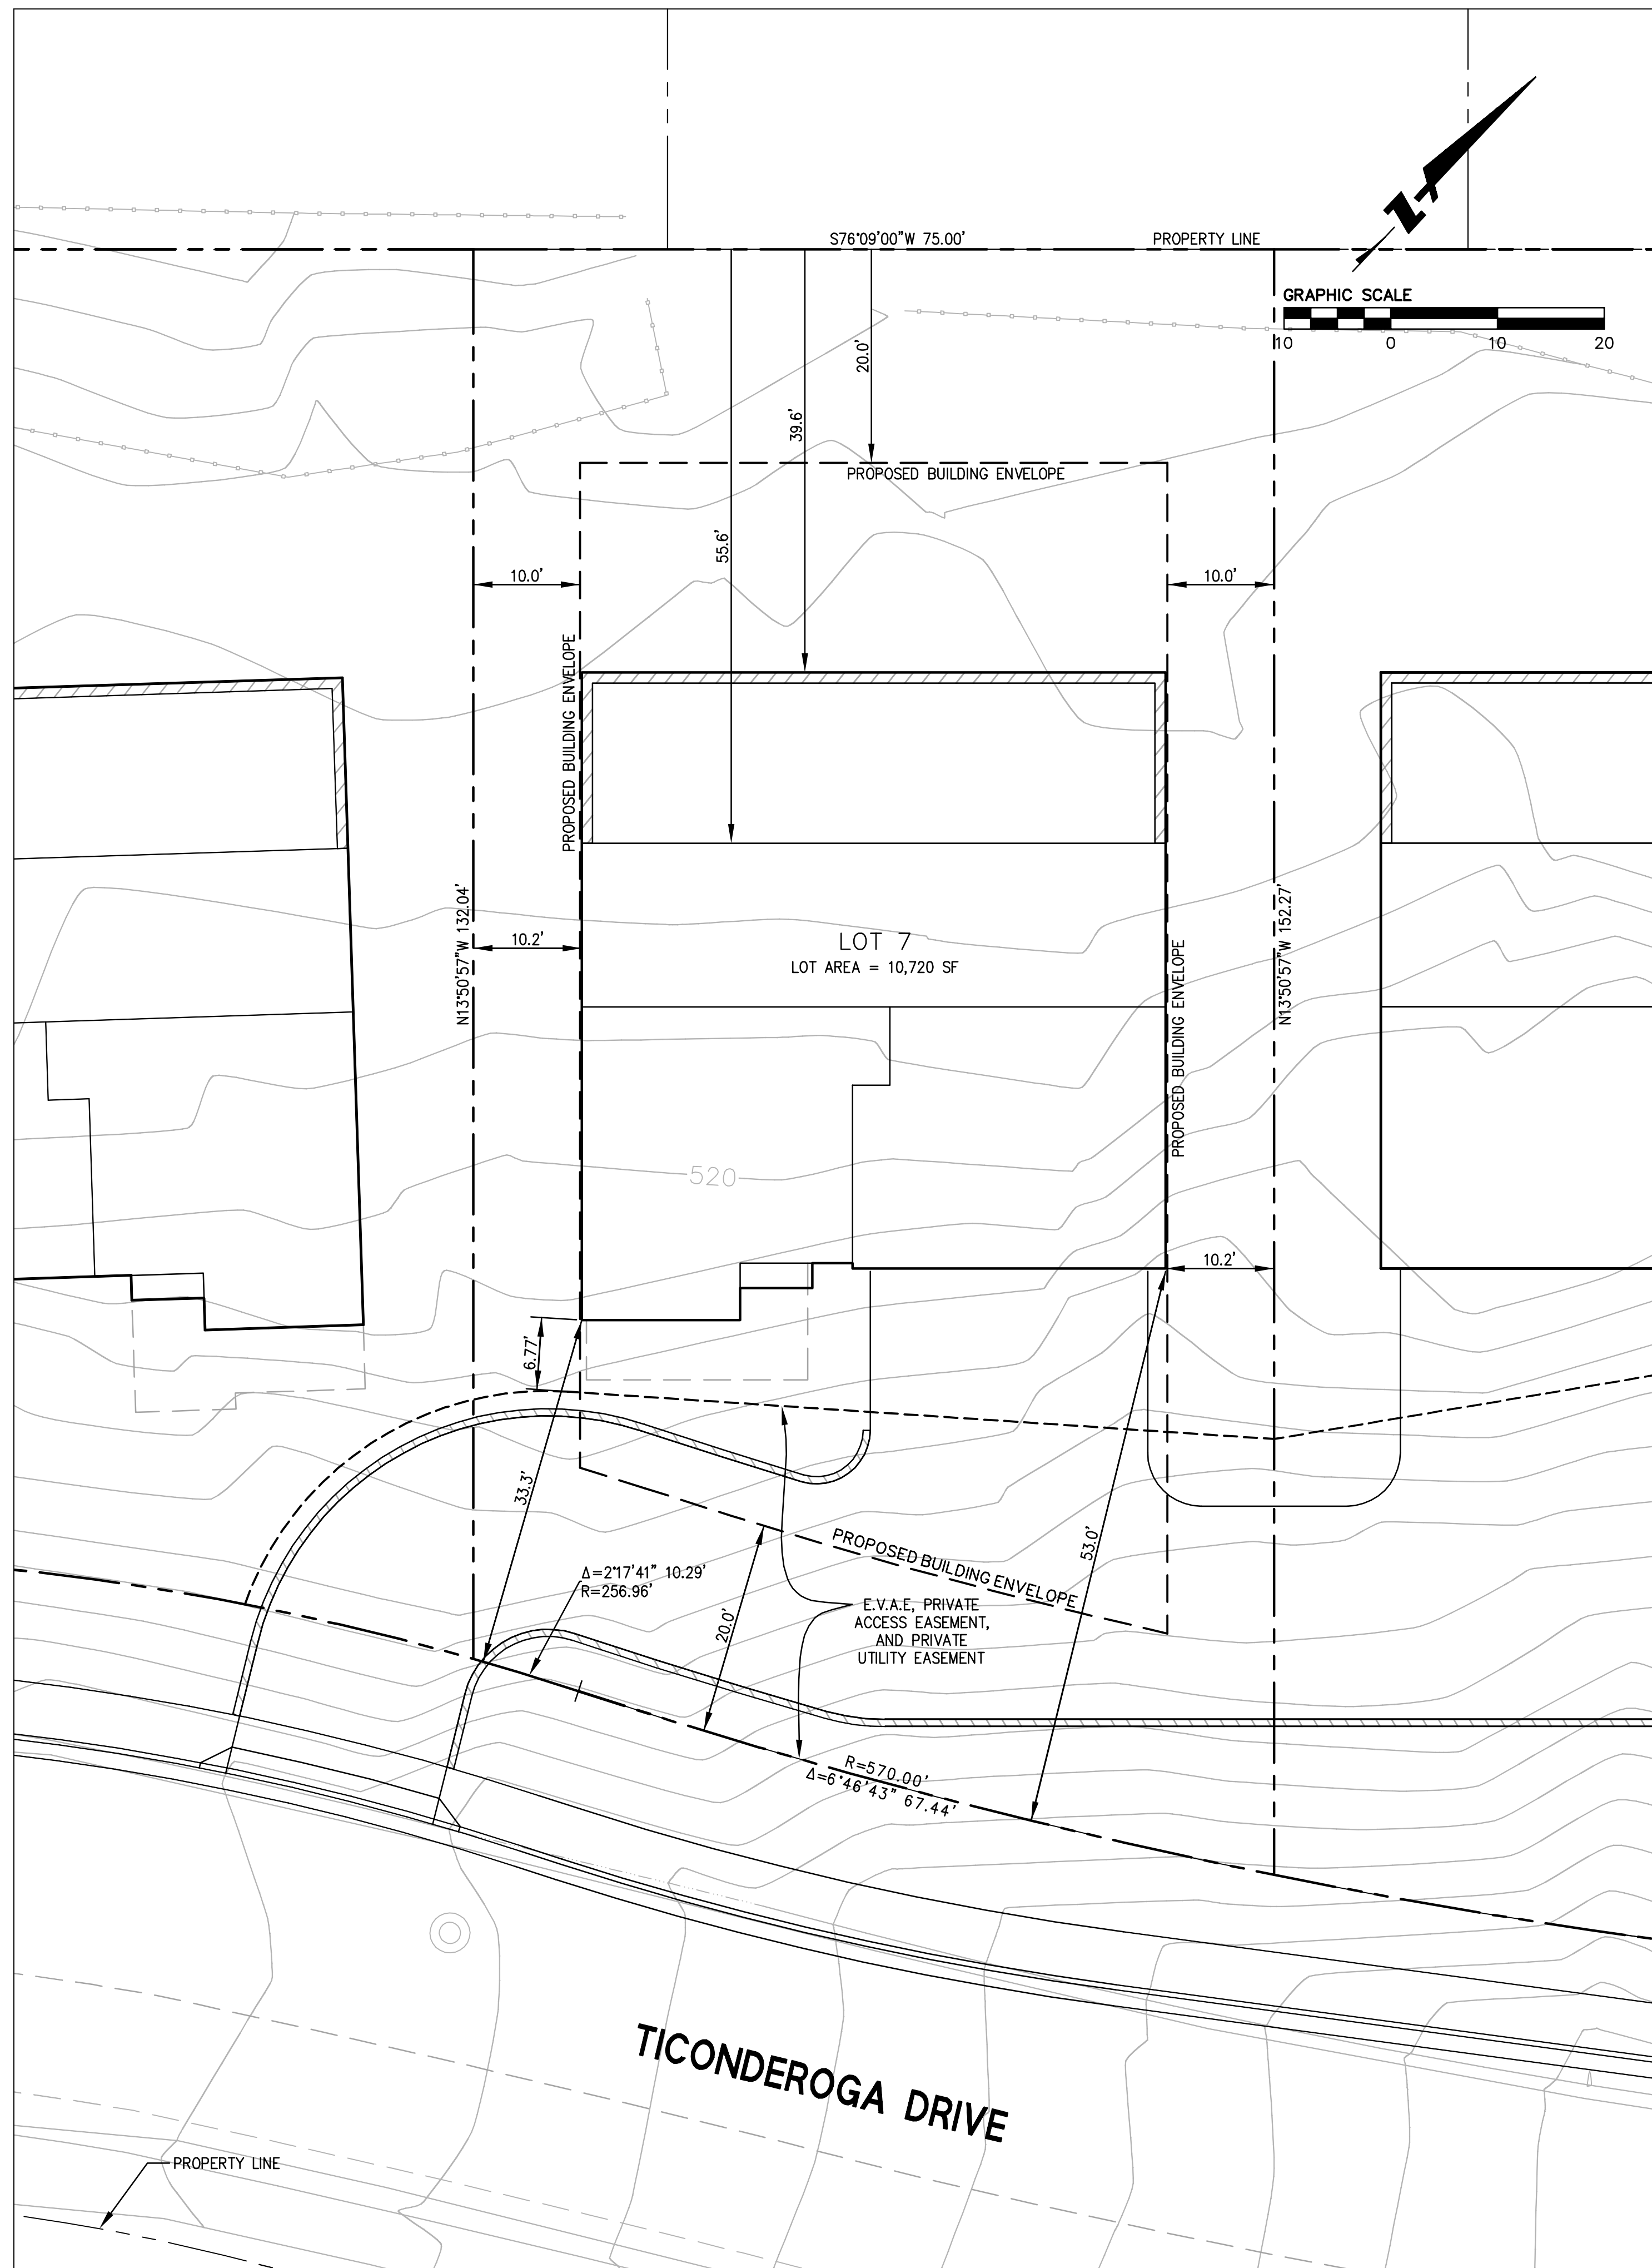 S76°09'00"W 75.00'
PROPERTY LINE
N
GRAPHIC SCALE
10 0 10 20
20.0'
39.6'
PROPOSED BUILDING ENVELOPE
55.6'
10.0'
10.0'
PROPOSED BUILDING ENVELOPE
N13°50'57"W 132.04'
10.2'
LOT 7
LOT AREA = 10,720 SF
PROPOSED BUILDING ENVELOPE
N13°50'57"W 152.27'
520
10.2'
6.77'
33.3'
53.0'
PROPOSED BUILDING ENVELOPE
Δ=2°17'41" 10.29'
R=256.96'
20.0'
E.V.A.E, PRIVATE
ACCESS EASEMENT,
AND PRIVATE
UTILITY EASEMENT
R=570.00'
Δ=6°46'43" 67.44'
TICONDEROGA DRIVE
PROPERTY LINE